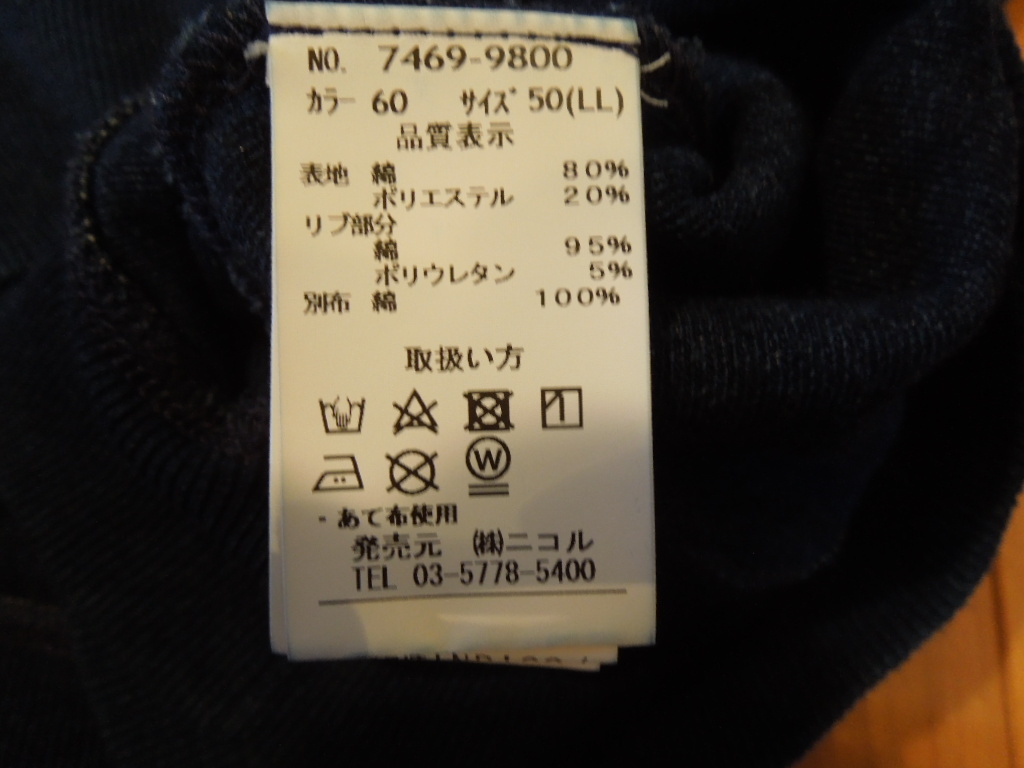 NO. 7469-9800
カラー 60 サイズ 50(LL)
品質表示
表地 綿 80%
ポリエステル 20%
リブ部分
綿 95%
ポリウレタン 5%
別布 綿 100%
取扱い方
W
・あて布使用
発売元 ㈱ニコル
TEL 03-5778-5400